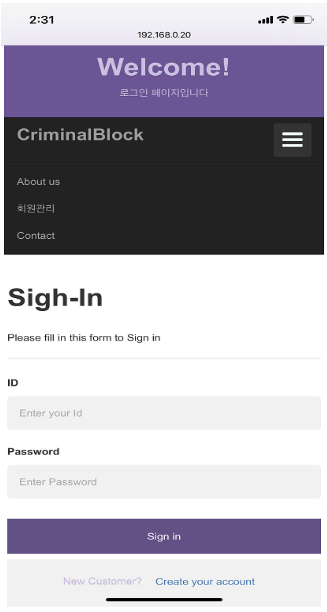 2:31
192.168.0.20
Welcome!
로그인 페이지입니다
CriminalBlock
About us
회원관리
Contact
Sigh-In
Please fill in this form to Sign in
ID
Enter your Id
Password
Enter Password
Sign in
New Customer? Create your account